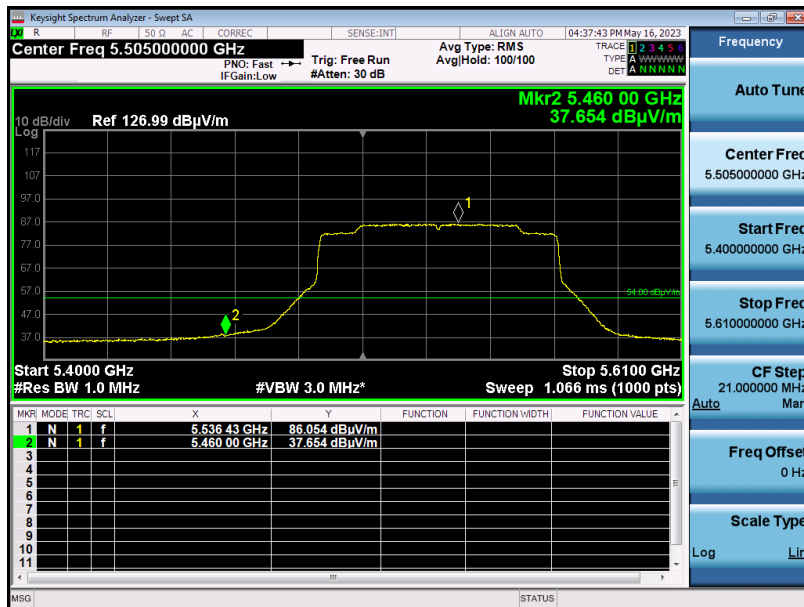 Keysight Spectrum Analyzer - Swept SA
LXI R RF 50 Ω AC CORREC SENSE:INT ALIGN AUTO 04:37:43 PM May 16, 2023
Center Freq 5.505000000 GHz
PNO: Fast
IFGain:Low
Trig: Free Run
#Atten: 30 dB
Avg Type: RMS
Avg|Hold: 100/100
TRACE 1 2 3 4 5 6
TYPE A WWWWW
DET A N N N N N
Mkr2 5.460 00 GHz
37.654 dBµV/m
10 dB/div Ref 126.99 dBµV/m
Log
117
107
97.0
87.0
77.0
67.0
57.0
47.0
37.0
1
2
54.00 dBµV/m
Start 5.4000 GHz Stop 5.6100 GHz
#Res BW 1.0 MHz #VBW 3.0 MHz* Sweep 1.066 ms (1000 pts)
MKR MODE TRC SCL X Y FUNCTION FUNCTION WIDTH FUNCTION VALUE
1 N 1 f 5.536 43 GHz 86.054 dBµV/m
2 N 1 f 5.460 00 GHz 37.654 dBµV/m
3
4
5
6
7
8
9
10
11
MSG STATUS
Frequency
Auto Tune
Center Freq
5.505000000 GHz
Start Freq
5.400000000 GHz
Stop Freq
5.610000000 GHz
CF Step
21.000000 MHz
Auto Man
Freq Offset
0 Hz
Scale Type
Log Lin